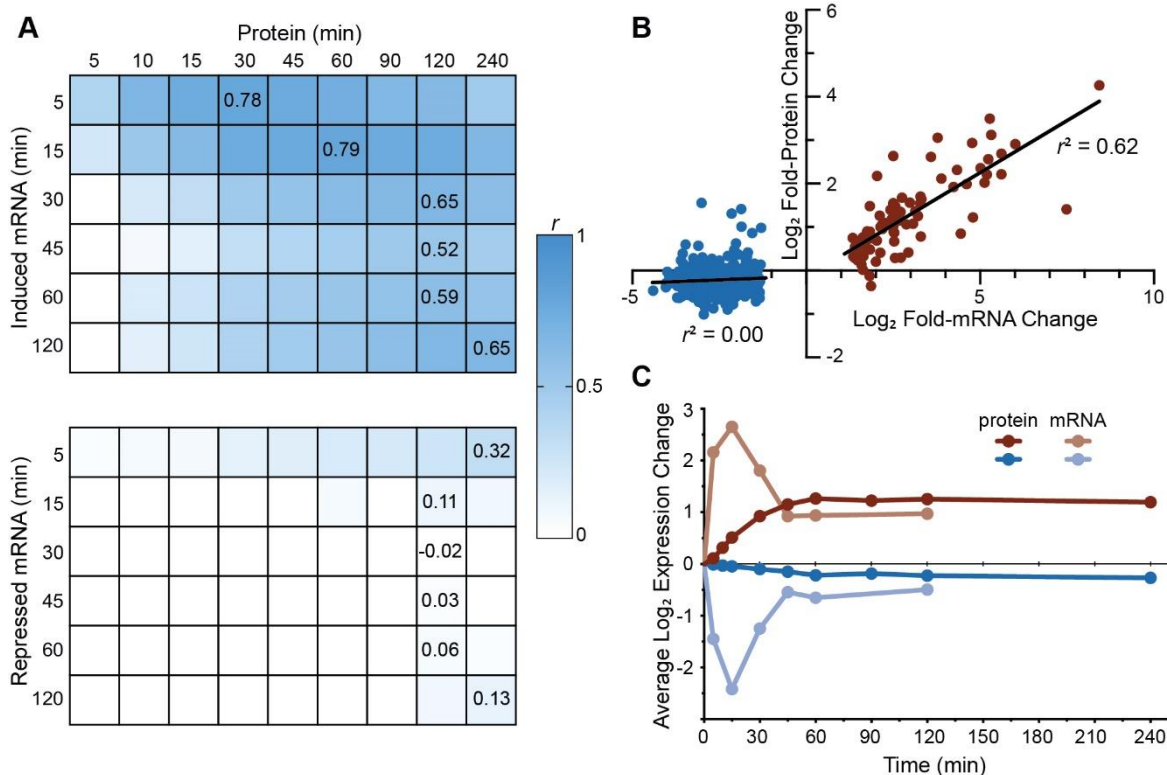 A
Protein (min)
5 10 15 30 45 60 90 120 240
Induced mRNA (min)
5 0.78
15 0.79
30 0.65
45 0.52
60 0.59
120 0.65
r
1
0.5
0
Repressed mRNA (min)
5 0.32
15 0.11
30 -0.02
45 0.03
60 0.06
120 0.13
B
Log₂ Fold-Protein Change
6
4
2
-2
-5 5 10
r² = 0.62
r² = 0.00
Log₂ Fold-mRNA Change
C
Average Log₂ Expression Change
3
2
1
0
-1
-2
protein mRNA
0 30 60 90 120 150 180 210 240
Time (min)